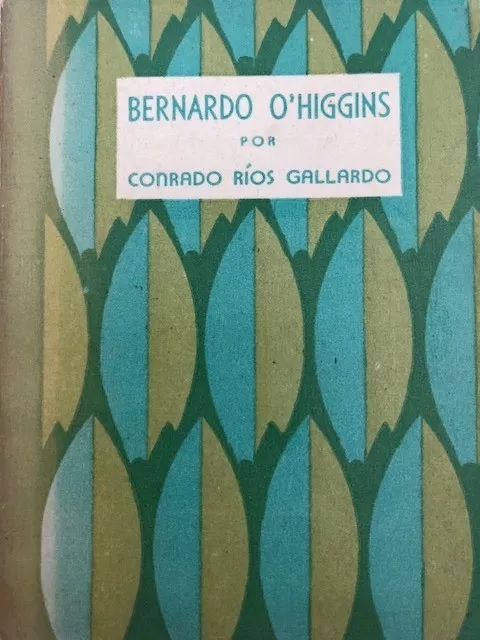 BERNARDO O'HIGGINS
POR
CONRADO RÍOS GALLARDO